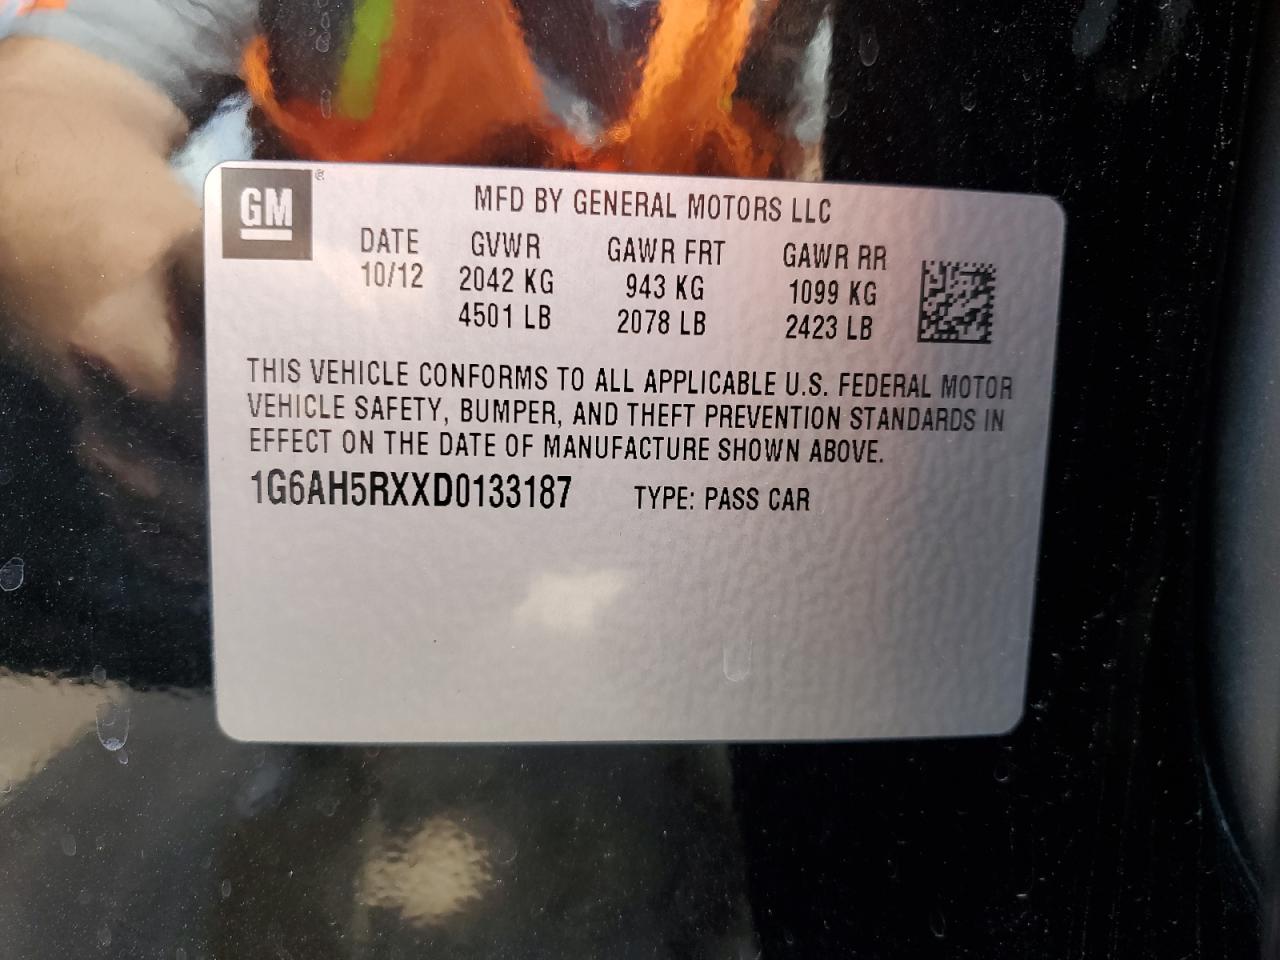 GM®
MFD BY GENERAL MOTORS LLC
DATE GVWR GAWR FRT GAWR RR
10/12 2042 KG 943 KG 1099 KG
4501 LB 2078 LB 2423 LB
THIS VEHICLE CONFORMS TO ALL APPLICABLE U.S. FEDERAL MOTOR
VEHICLE SAFETY, BUMPER, AND THEFT PREVENTION STANDARDS IN
EFFECT ON THE DATE OF MANUFACTURE SHOWN ABOVE.
1G6AH5RXXD0133187 TYPE: PASS CAR